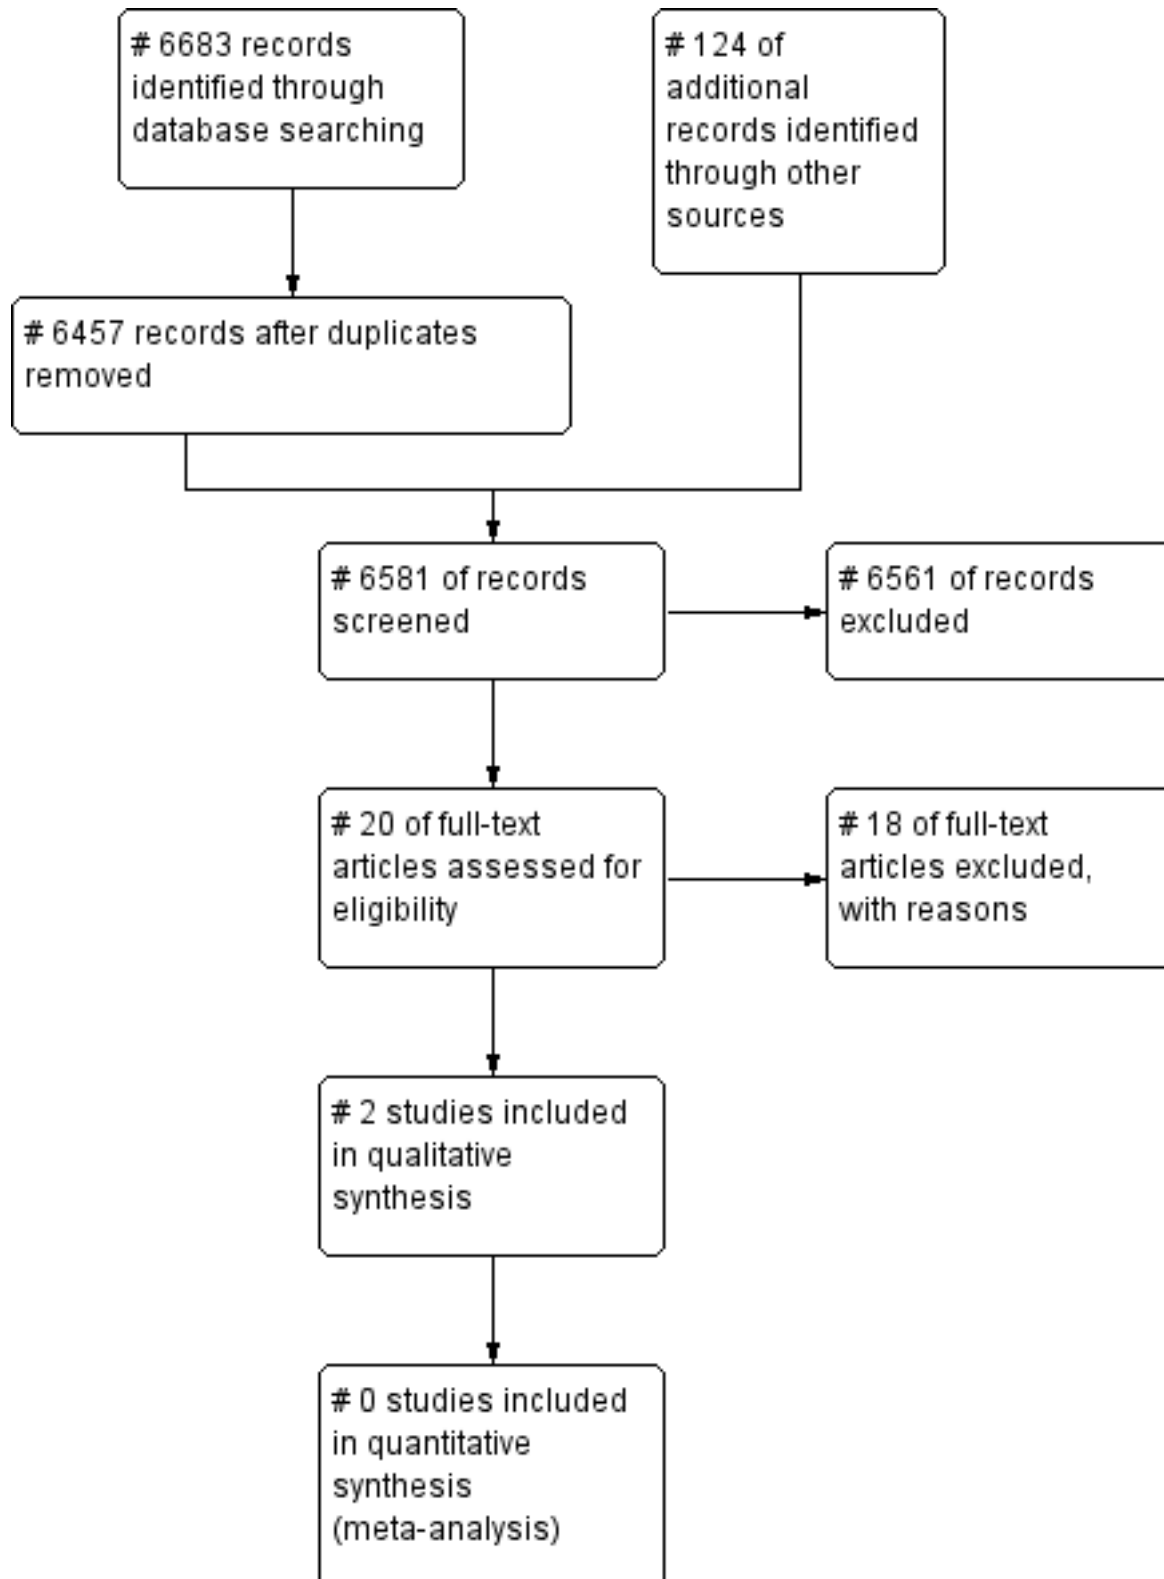 # 6683 records
identified through
database searching
# 124 of
additional
records identified
through other
sources
# 6457 records after duplicates
removed
# 6581 of records
screened
# 6561 of records
excluded
# 20 of full-text
articles assessed for
eligibility
# 18 of full-text
articles excluded,
with reasons
# 2 studies included
in qualitative
synthesis
# 0 studies included
in quantitative
synthesis
(meta-analysis)